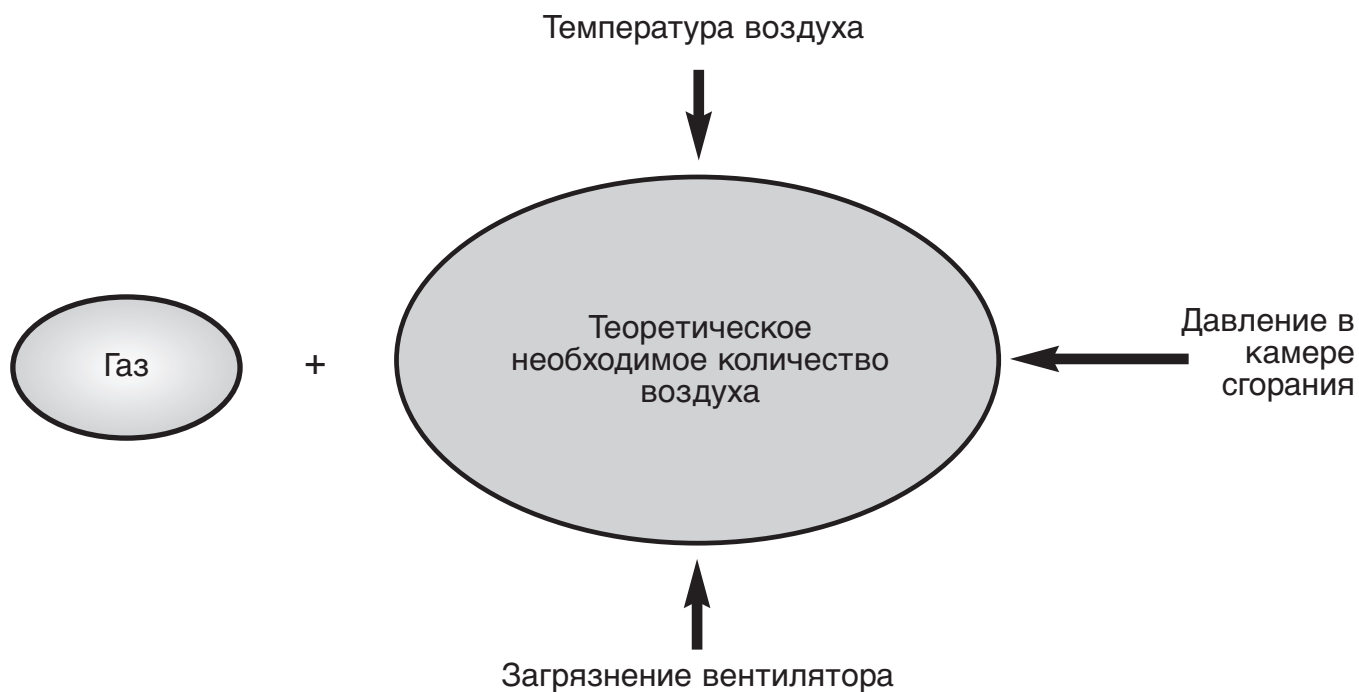 Температура воздуха
Газ
+
Теоретическое
необходимое количество
воздуха
Давление в
камере
сгорания
Загрязнение вентилятора